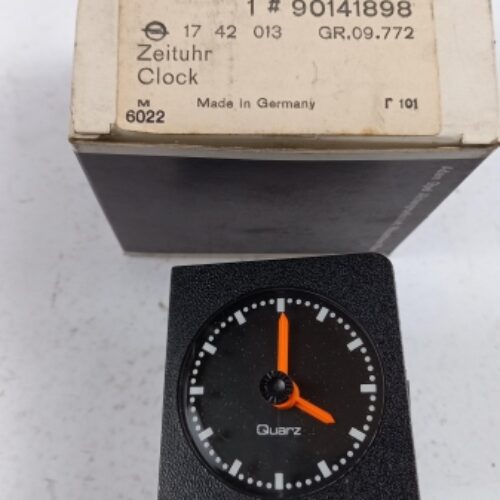 1 # 90141898
17 42 013 GR.09.772
Zeituhr
Clock
M
6022 Made in Germany Γ 101
Quarz